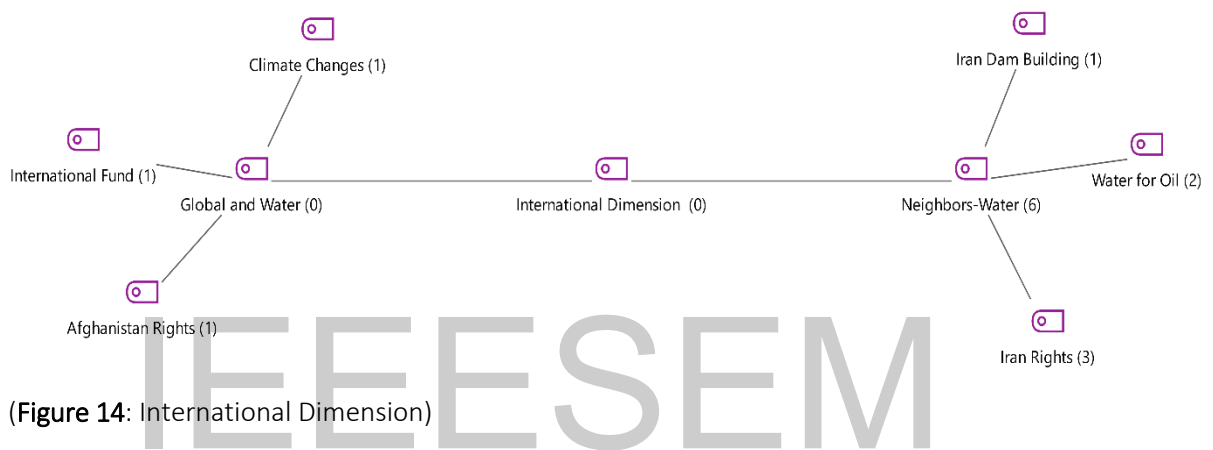 Climate Changes (1)
Iran Dam Building (1)
International Fund (1)
Water for Oil (2)
Global and Water (0)
International Dimension (0)
Neighbors-Water (6)
Afghanistan Rights (1)
Iran Rights (3)
IEEESEM
(Figure 14: International Dimension)